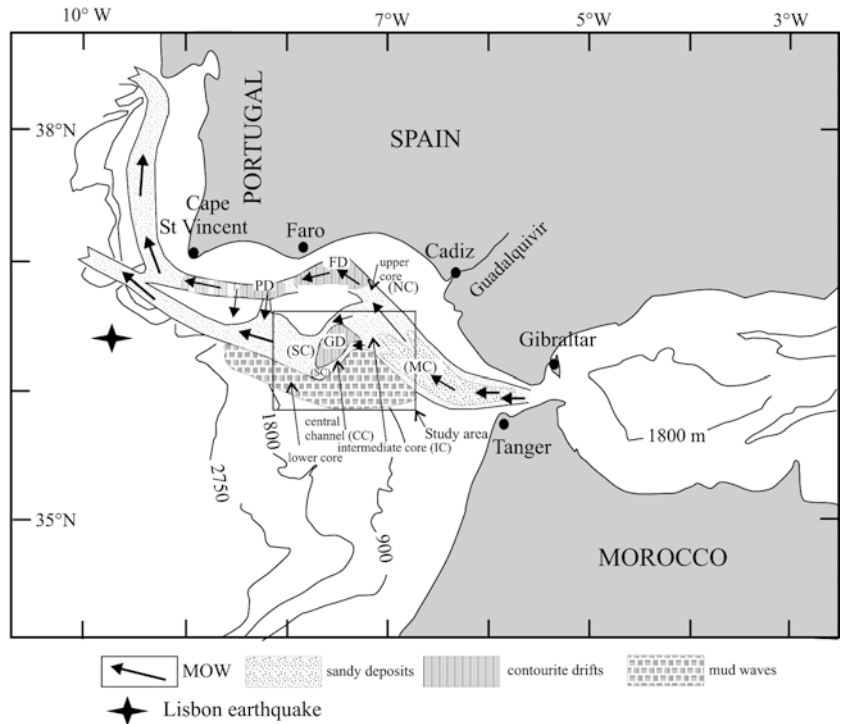 10° W
7°W
5°W
3°W
38°N
35°N
PORTUGAL
SPAIN
Cape
St Vincent
Faro
Cadiz
Guadalquivir
FD
upper
core
(NC)
PD
Gibraltar
(SC)
GD
(MC)
(SC)
central
channel (CC)
Study area
intermediate core (IC)
lower core
Tanger
1800 m
1800
2750
900
MOROCCO
MOW
sandy deposits
contourite drifts
mud waves
Lisbon earthquake